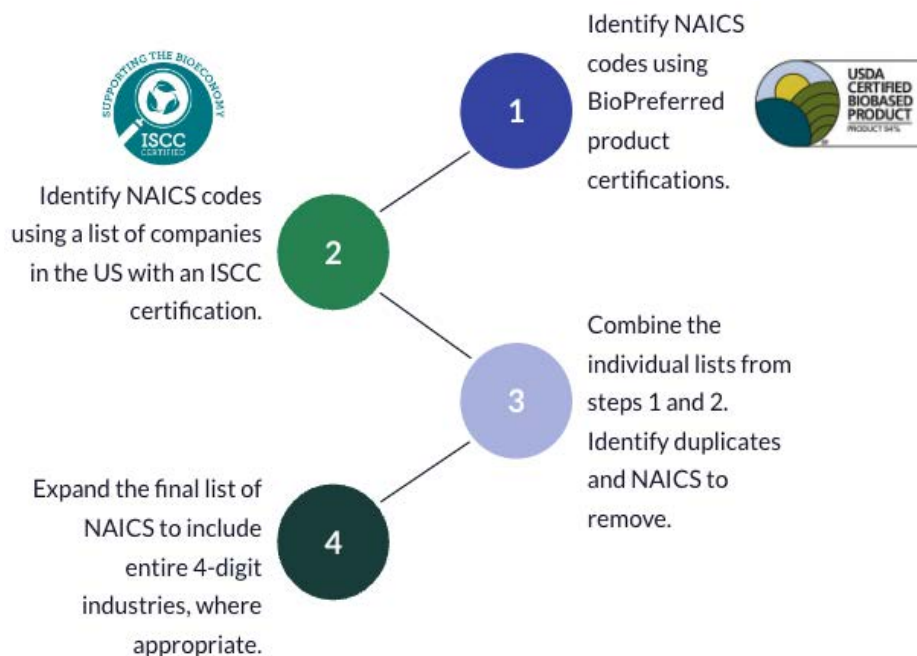 1
Identify NAICS
codes using
BioPreferred
product
certifications.
USDA
CERTIFIED
BIOBASED
PRODUCT
PRODUCT 94%
SUPPORTING THE BIOECONOMY
ISCC
CERTIFIED
2
Identify NAICS codes
using a list of companies
in the US with an ISCC
certification.
3
Combine the
individual lists from
steps 1 and 2.
Identify duplicates
and NAICS to
remove.
4
Expand the final list of
NAICS to include
entire 4-digit
industries, where
appropriate.